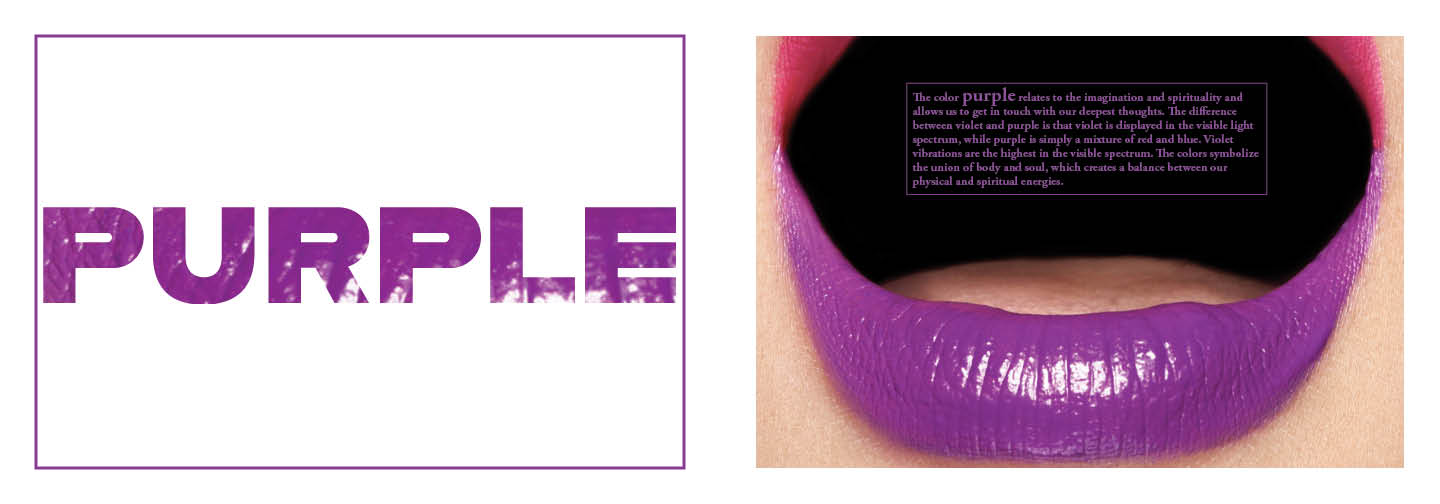 PURPLE
The color purple relates to the imagination and spirituality and
allows us to get in touch with our deepest thoughts. The difference
between violet and purple is that violet is displayed in the visible light
spectrum, while purple is simply a mixture of red and blue. Violet
vibrations are the highest in the visible spectrum. The colors symbolize
the union of body and soul, which creates a balance between our
physical and spiritual energies.